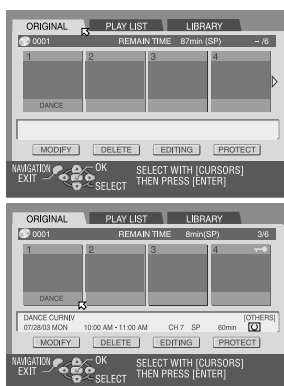 ORIGINAL PLAY LIST LIBRARY
0001 REMAIN TIME 87min (SP) – /6
1 2 3 4
DANCE
MODIFY DELETE EDITING PROTECT
NAVIGATION OK SELECT WITH [CURSORS]
EXIT SELECT THEN PRESS [ENTER]
ORIGINAL PLAY LIST LIBRARY
0001 REMAIN TIME 8min(SP) 3/6
1 2 3 4
DANCE
DANCE CURNIV [OTHERS]
07/28/03 MON 10:00 AM - 11:00 AM CH 7 SP 60min
MODIFY DELETE EDITING PROTECT
NAVIGATION OK SELECT WITH [CURSORS]
EXIT SELECT THEN PRESS [ENTER]